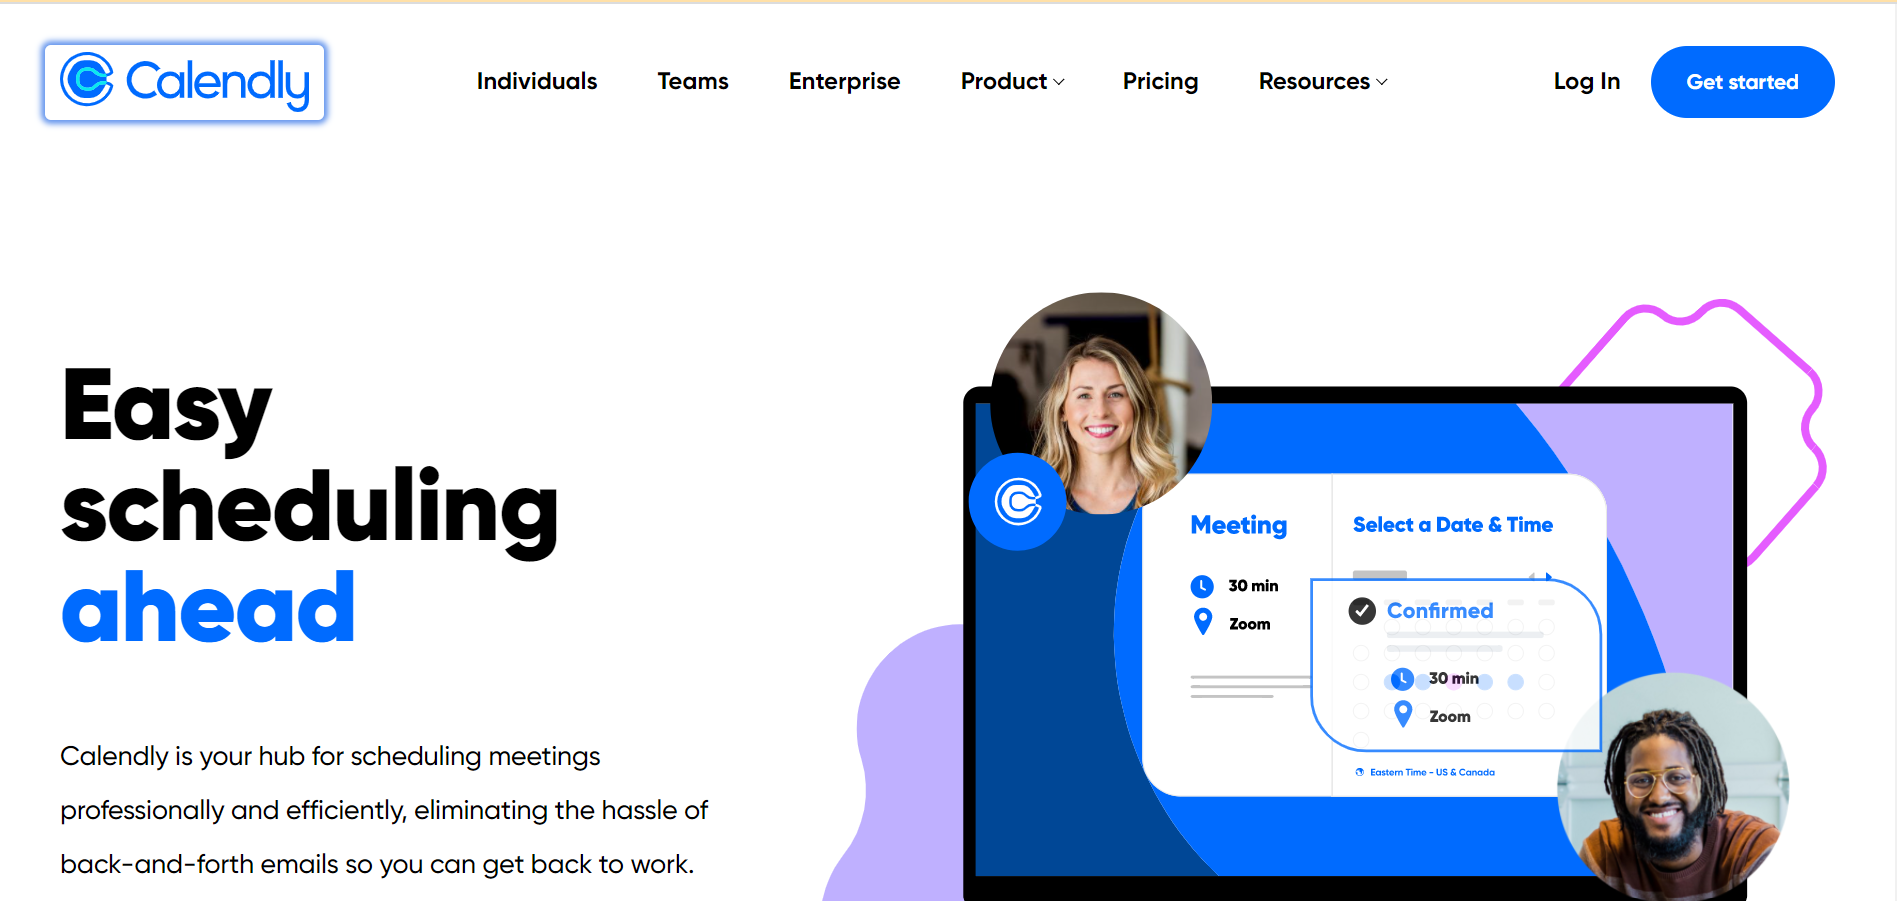 Calendly
Individuals
Teams
Enterprise
Product
Pricing
Resources
Log In
Get started
Easy
scheduling
ahead
Calendly is your hub for scheduling meetings
professionally and efficiently, eliminating the hassle of
back-and-forth emails so you can get back to work.
Meeting
30 min
Zoom
Select a Date & Time
Confirmed
30 min
Zoom
Eastern Time - US & Canada